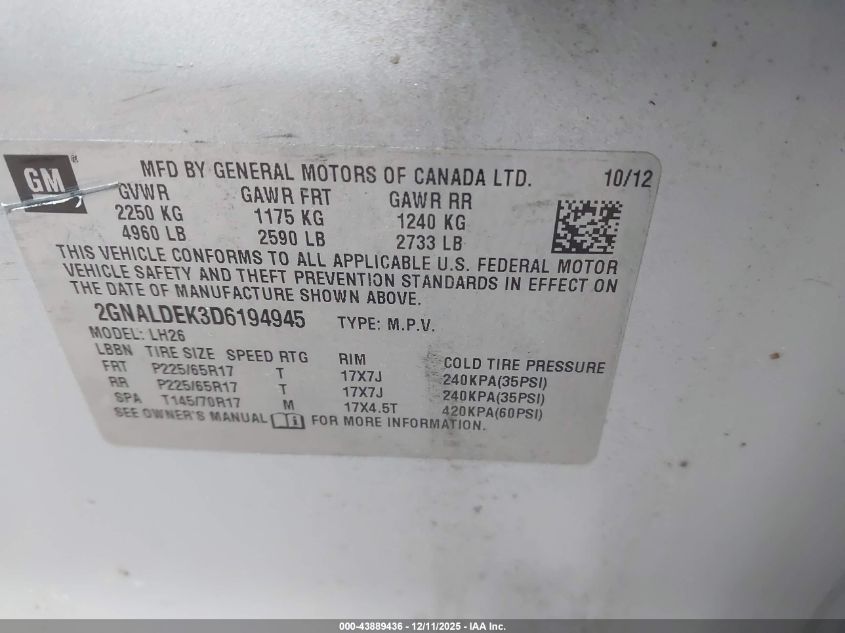 GM ®
MFD BY GENERAL MOTORS OF CANADA LTD. 10/12
GVWR GAWR FRT GAWR RR
2250 KG 1175 KG 1240 KG
4960 LB 2590 LB 2733 LB
THIS VEHICLE CONFORMS TO ALL APPLICABLE U.S. FEDERAL MOTOR
VEHICLE SAFETY AND THEFT PREVENTION STANDARDS IN EFFECT ON
THE DATE OF MANUFACTURE SHOWN ABOVE.
2GNALDEK3D6194945 TYPE: M.P.V.
MODEL: LH26
LBBN TIRE SIZE SPEED RTG RIM COLD TIRE PRESSURE
FRT P225/65R17 T 17X7J 240KPA(35PSI)
RR P225/65R17 T 17X7J 240KPA(35PSI)
SPA T145/70R17 M 17X4.5T 420KPA(60PSI)
SEE OWNER'S MANUAL FOR MORE INFORMATION.
000-43889436 - 12/11/2025 - IAA Inc.